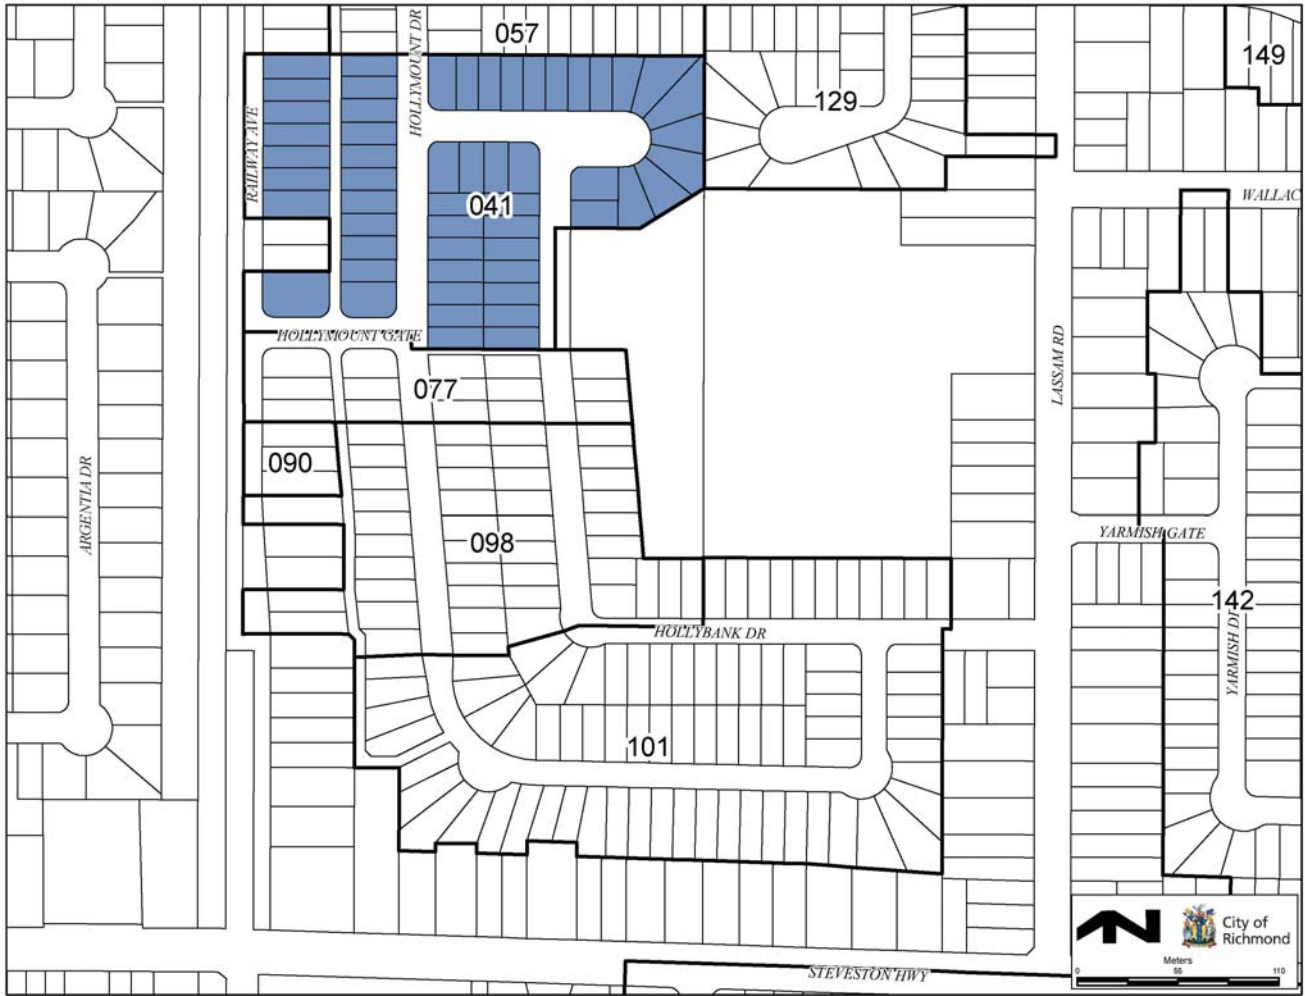 057
HOLLYMOUNT DR
149
129
RAILWAY AVE
WALLAC
041
HOLLYMOUNT GATE
LASSAM RD
077
090
ARGENTIA DR
YARMISH GATE
098
142
YARMISH DR
HOLLYBANK DR
101
City of
Richmond
Meters
0 55 110
STEVESTON HWY